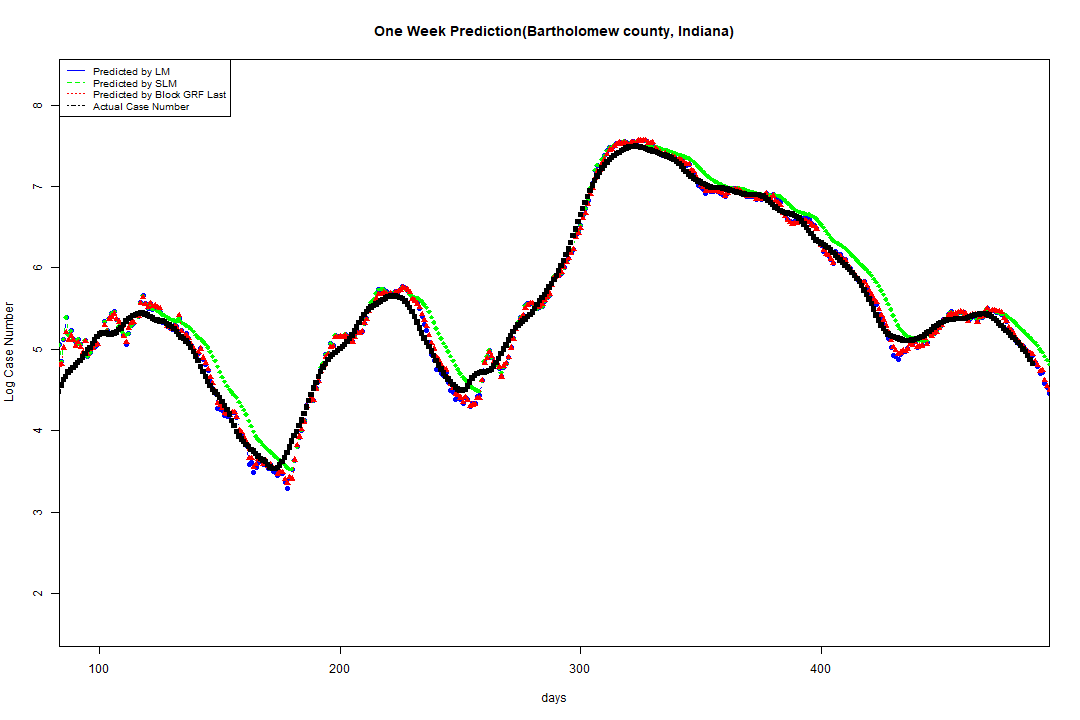 One Week Prediction(Bartholomew county, Indiana)
Predicted by LM
Predicted by SLM
Predicted by Block GRF Last
Actual Case Number
8
7
6
5
4
3
2
Log Case Number
100 200 300 400
days